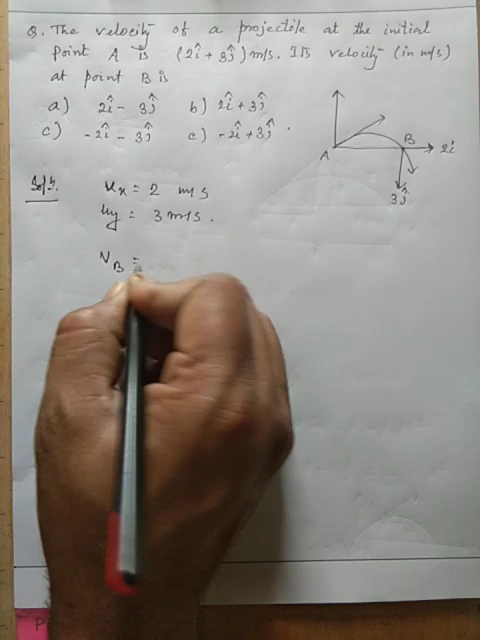 Q. The velocity of a projectile at the initial
point A is (2î + 3ĵ) m/s. Its velocity (in m/s)
at point B is
a) 2î - 3ĵ b) 2î + 3ĵ
c) -2î - 3ĵ c) -2î + 3ĵ.
A B 2î
3ĵ
Sol:
ux = 2 m/s
uy = 3 m/s.
VB =